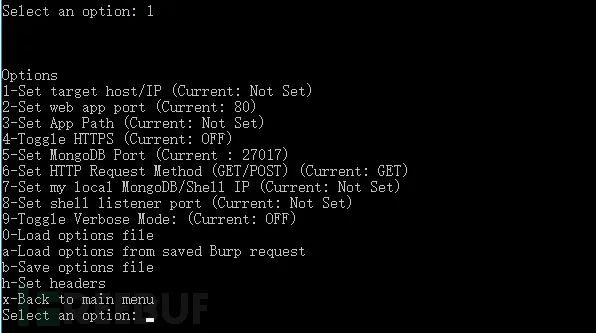 Select an option: 1
Options
1-Set target host/IP (Current: Not Set)
2-Set web app port (Current: 80)
3-Set App Path (Current: Not Set)
4-Toggle HTTPS (Current: OFF)
5-Set MongoDB Port (Current : 27017)
6-Set HTTP Request Method (GET/POST) (Current: GET)
7-Set my local MongoDB/Shell IP (Current: Not Set)
8-Set shell listener port (Current: Not Set)
9-Toggle Verbose Mode: (Current: OFF)
0-Load options file
a-Load options from saved Burp request
b-Save options file
h-Set headers
x-Back to main menu
Select an option:
REEBUF